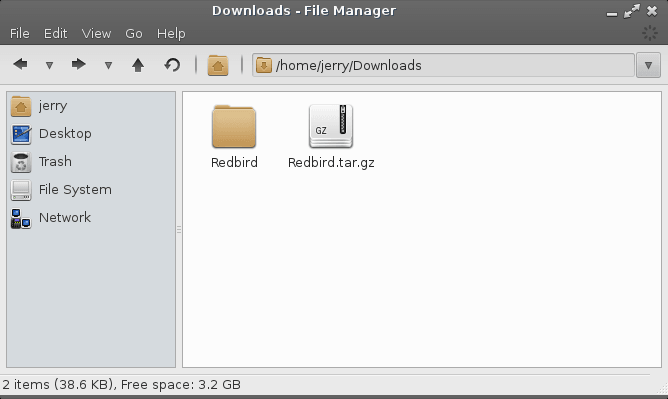 Downloads - File Manager
File Edit View Go Help
/home/jerry/Downloads
jerry
Desktop
Trash
File System
Network
GZ
Redbird
Redbird.tar.gz
2 items (38.6 KB), Free space: 3.2 GB